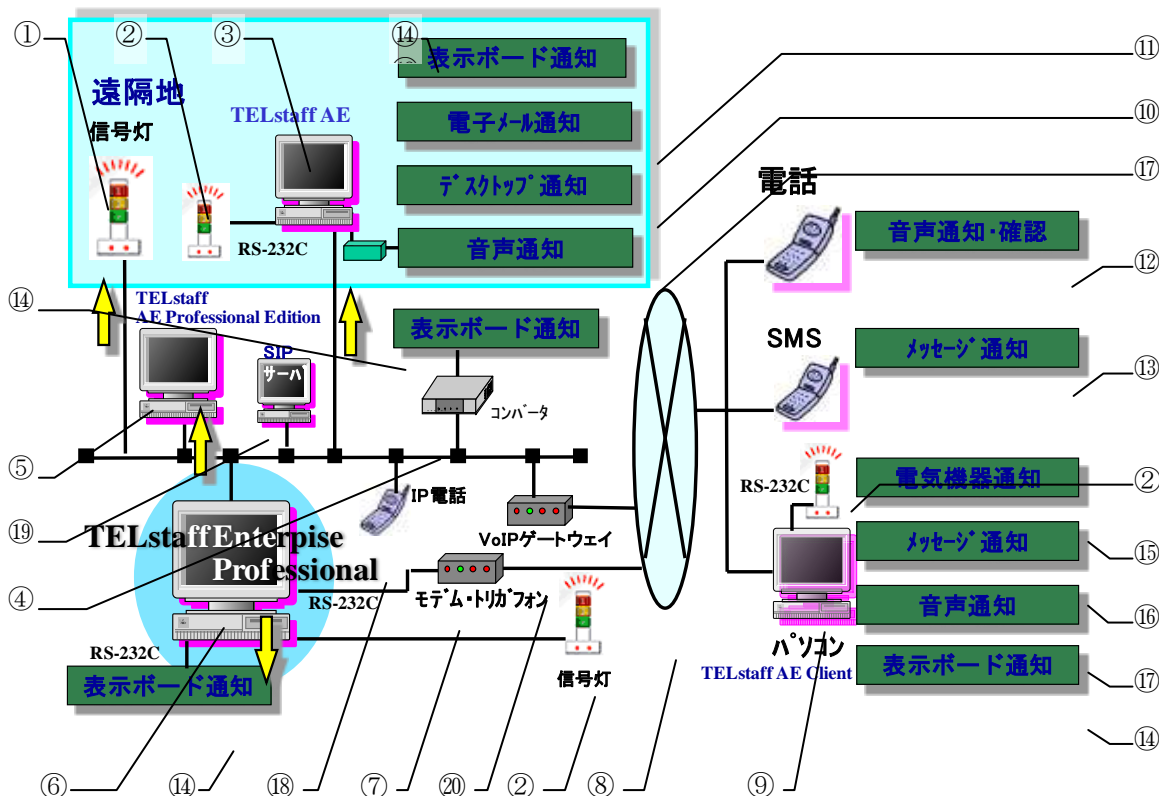 ①
②
③
⑭
表示ボード通知
⑪
遠隔地
TELstaff AE
信号灯
電子メール通知
⑩
デスクトップ通知
⑰
電話
RS-232C
音声通知
音声通知・確認
⑫
⑭
TELstaff
AE Professional Edition
表示ボード通知
SIP
サーバ
コンバータ
SMS
メッセージ通知
⑬
⑤
IP電話
VoIPゲートウェイ
RS-232C
電気機器通知
②
⑲
TELstaff Enterpise
Professional
メッセージ通知
⑮
④
RS-232C
モデム・トリガフォン
音声通知
⑯
RS-232C
表示ボード通知
信号灯
パソコン
TELstaff AE Client
表示ボード通知
⑰
⑭
⑥
⑭
⑱
⑦
⑳
②
⑧
⑨